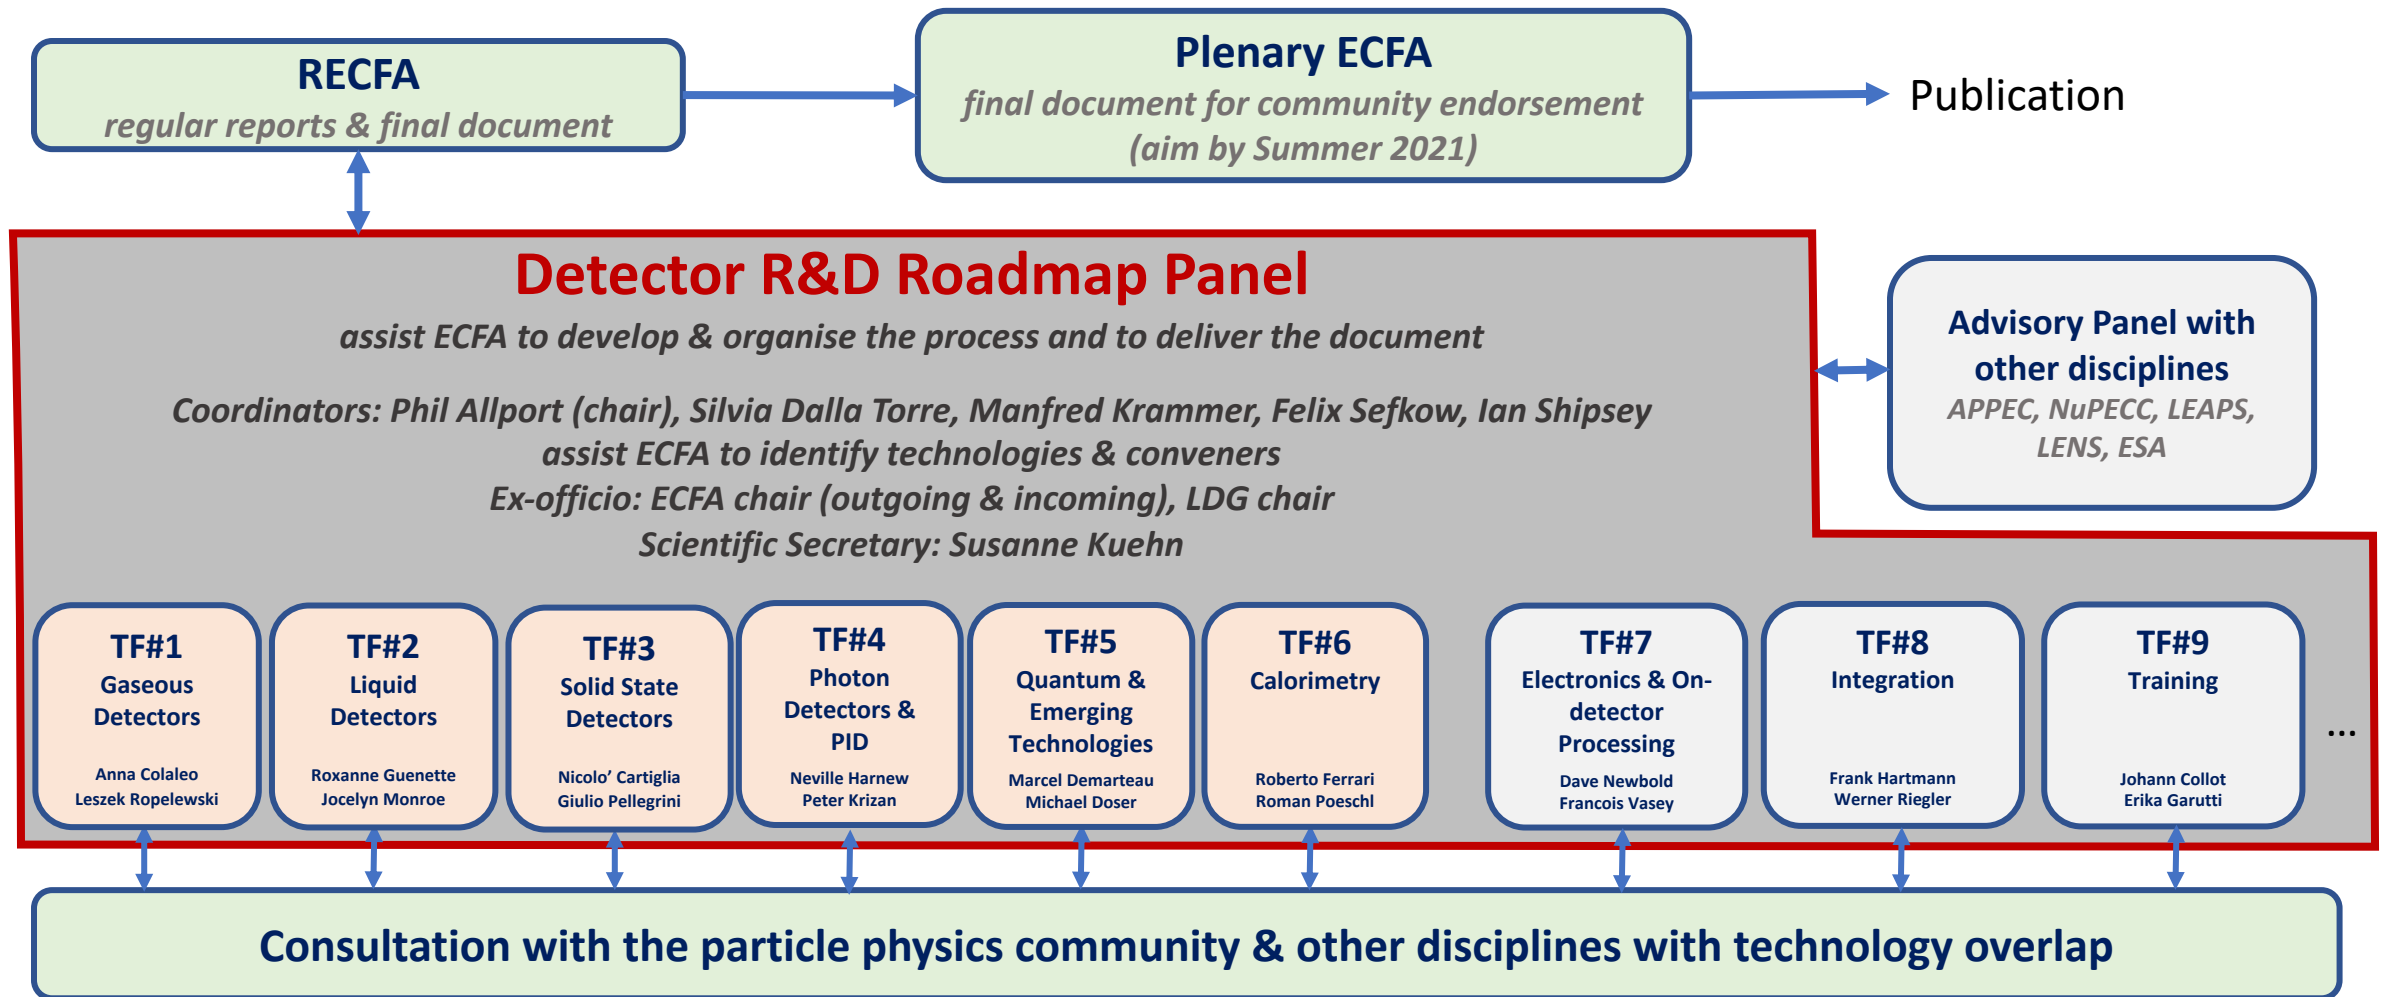 RECFA
regular reports & final document
Plenary ECFA
final document for community endorsement
(aim by Summer 2021)
Publication
Detector R&D Roadmap Panel
assist ECFA to develop & organise the process and to deliver the document
Coordinators: Phil Allport (chair), Silvia Dalla Torre, Manfred Krammer, Felix Sefkow, Ian Shipsey
assist ECFA to identify technologies & conveners
Ex-officio: ECFA chair (outgoing & incoming), LDG chair
Scientific Secretary: Susanne Kuehn
Advisory Panel with
other disciplines
APPEC, NuPECC, LEAPS,
LENS, ESA
TF#1
Gaseous
Detectors
Anna Colaleo
Leszek Ropelewski
TF#2
Liquid
Detectors
Roxanne Guenette
Jocelyn Monroe
TF#3
Solid State
Detectors
Nicolo’ Cartiglia
Giulio Pellegrini
TF#4
Photon
Detectors &
PID
Neville Harnew
Peter Krizan
TF#5
Quantum &
Emerging
Technologies
Marcel Demarteau
Michael Doser
TF#6
Calorimetry
Roberto Ferrari
Roman Poeschl
TF#7
Electronics & On-
detector
Processing
Dave Newbold
Francois Vasey
TF#8
Integration
Frank Hartmann
Werner Riegler
TF#9
Training
Johann Collot
Erika Garutti
...
Consultation with the particle physics community & other disciplines with technology overlap